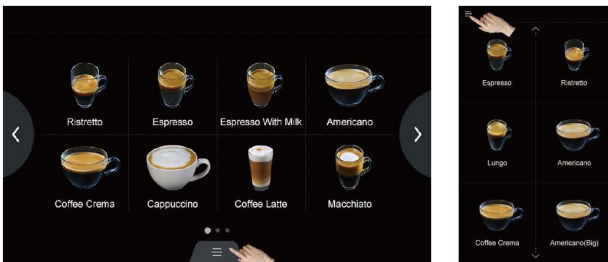 Ristretto Espresso Espresso With Milk Americano
Coffee Crema Cappuccino Coffee Latte Macchiato
Espresso Ristretto
Lungo Americano
Coffee Crema Americano(Big)